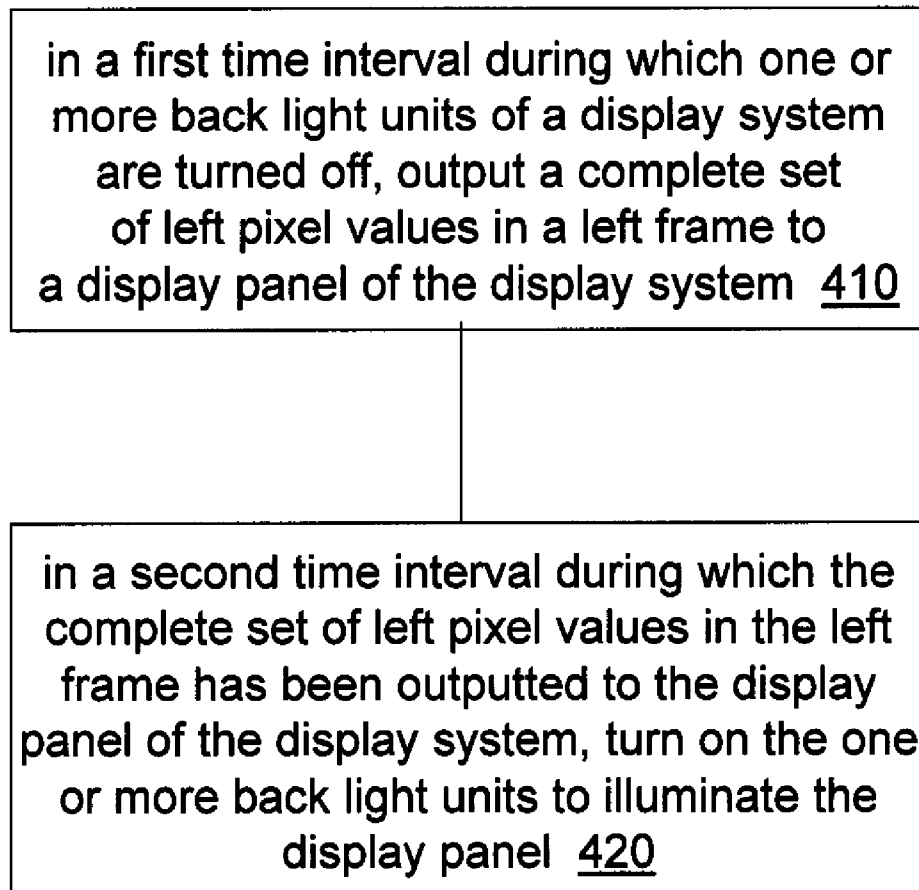 in a first time interval during which one or
more back light units of a display system
are turned off, output a complete set
of left pixel values in a left frame to
a display panel of the display system 410
in a second time interval during which the
complete set of left pixel values in the left
frame has been outputted to the display
panel of the display system, turn on the one
or more back light units to illuminate the
display panel 420